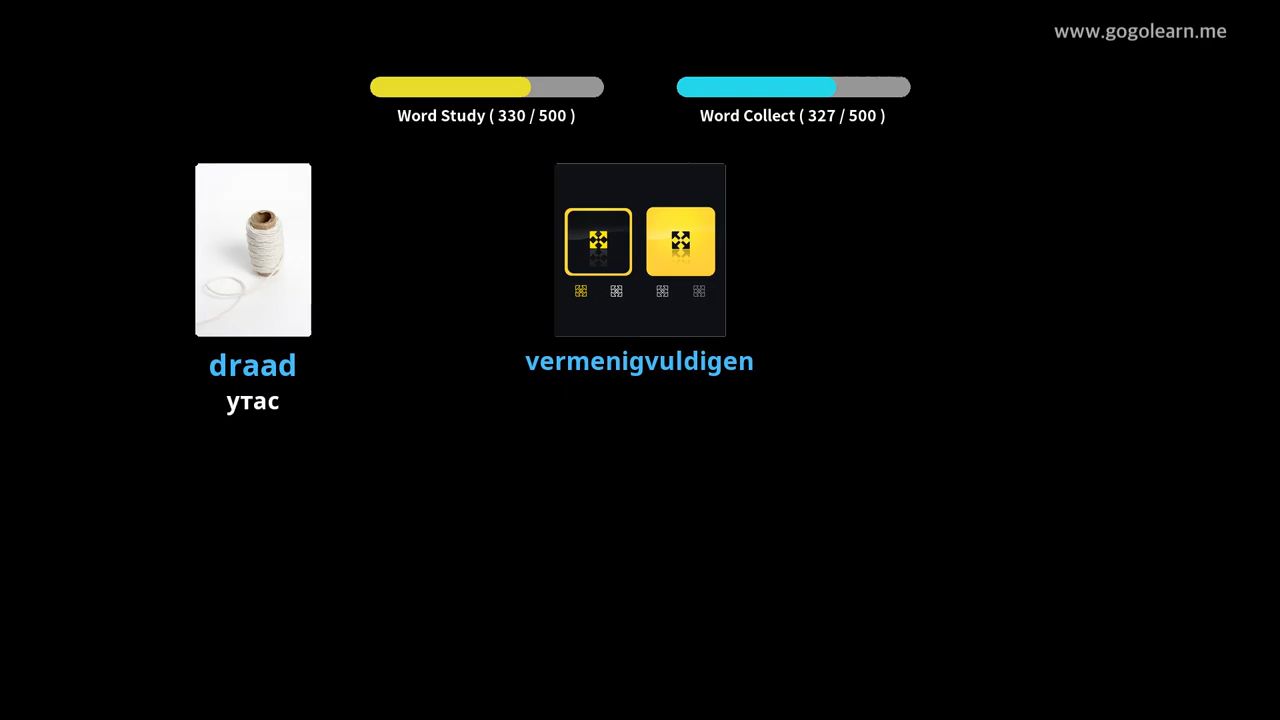 www.gogolearn.me
Word Study ( 330 / 500 )
Word Collect ( 327 / 500 )
draad
утас
vermenigvuldigen